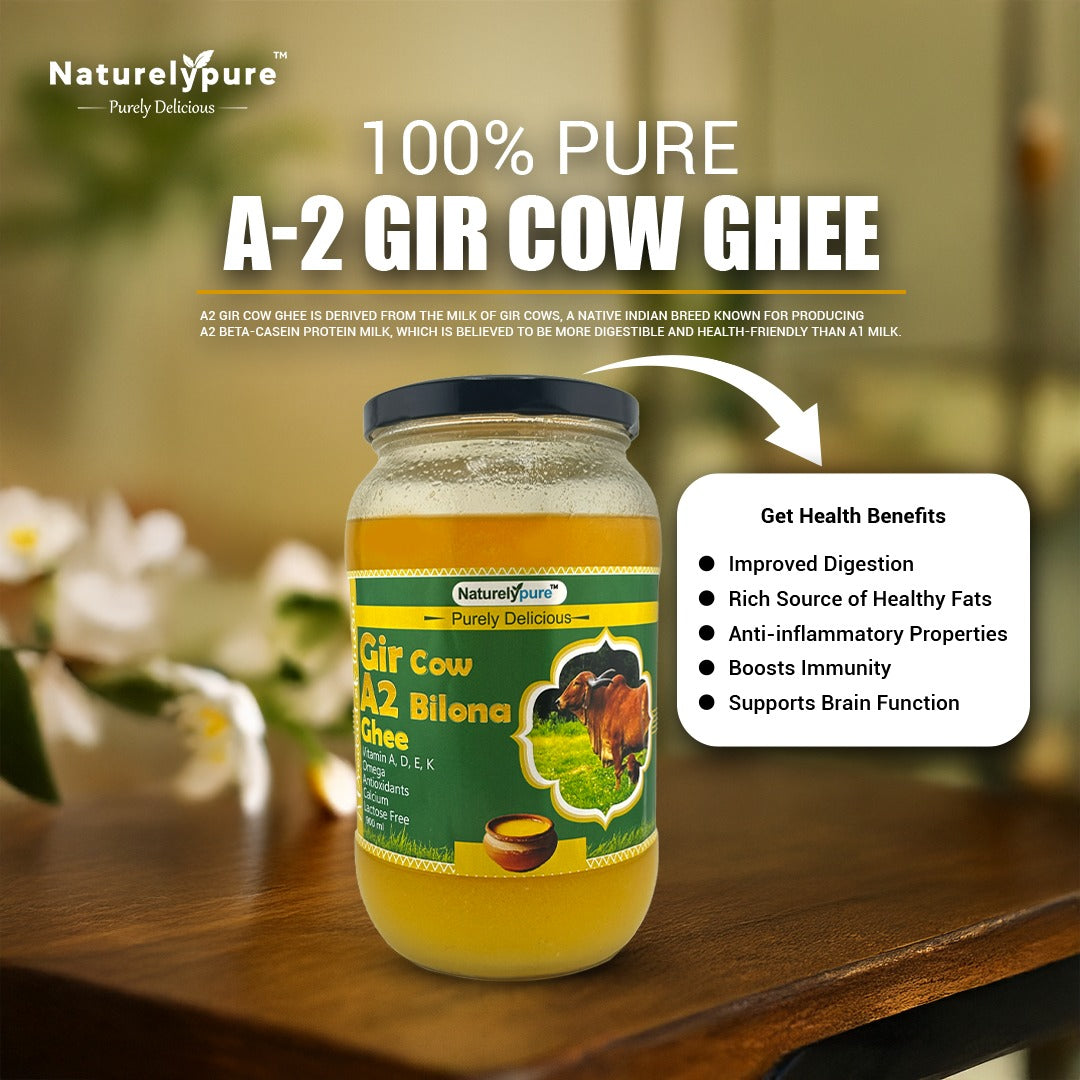 Naturelypure™
Purely Delicious
100% PURE
A-2 GIR COW GHEE
A2 GIR COW GHEE IS DERIVED FROM THE MILK OF GIR COWS, A NATIVE INDIAN BREED KNOWN FOR PRODUCING
A2 BETA-CASEIN PROTEIN MILK, WHICH IS BELIEVED TO BE MORE DIGESTIBLE AND HEALTH-FRIENDLY THAN A1 MILK.
Get Health Benefits
● Improved Digestion
● Rich Source of Healthy Fats
● Anti-inflammatory Properties
● Boosts Immunity
● Supports Brain Function
Naturelypure™
Purely Delicious
Gir Cow
A2 Bilona
Ghee
Vitamin A, D, E, K
Omega
Antioxidants
Calcium
Lactose Free
900 ml